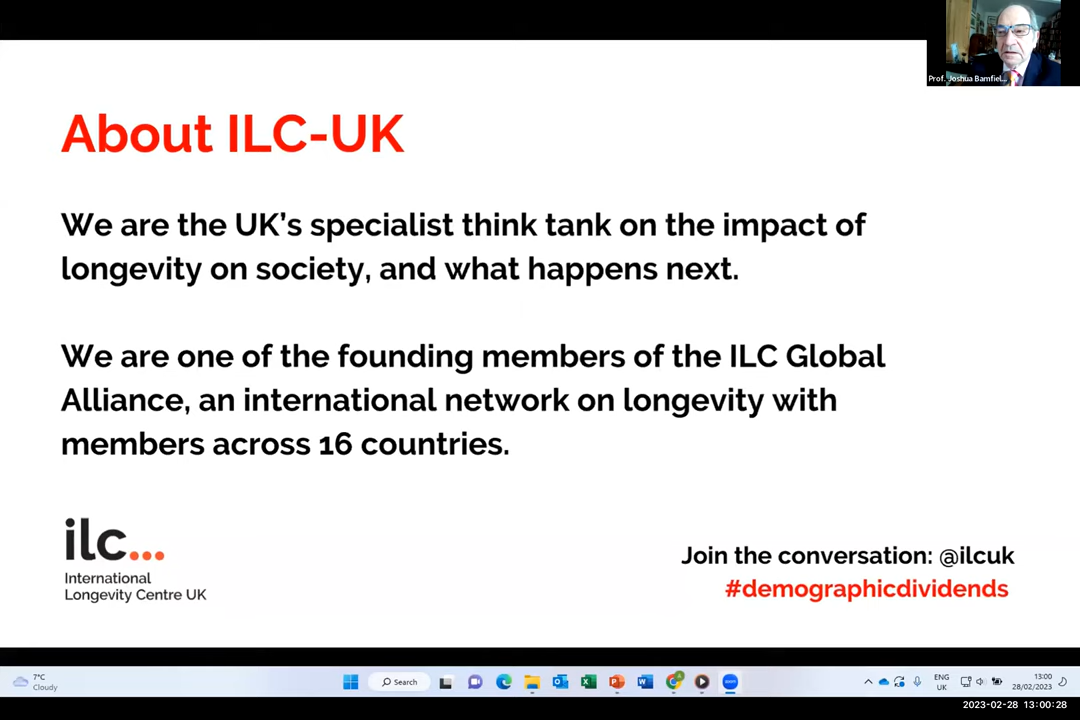 Prof. Joshua Bamfiel...
About ILC-UK
We are the UK's specialist think tank on the impact of
longevity on society, and what happens next.
We are one of the founding members of the ILC Global
Alliance, an international network on longevity with
members across 16 countries.
ilc...
International
Longevity Centre UK
Join the conversation: @ilcuk
#demographicdividends
7°C
Cloudy
Search
zoom
ENG
UK
13:00
28/02/2023
2023-02-28 13:00:28